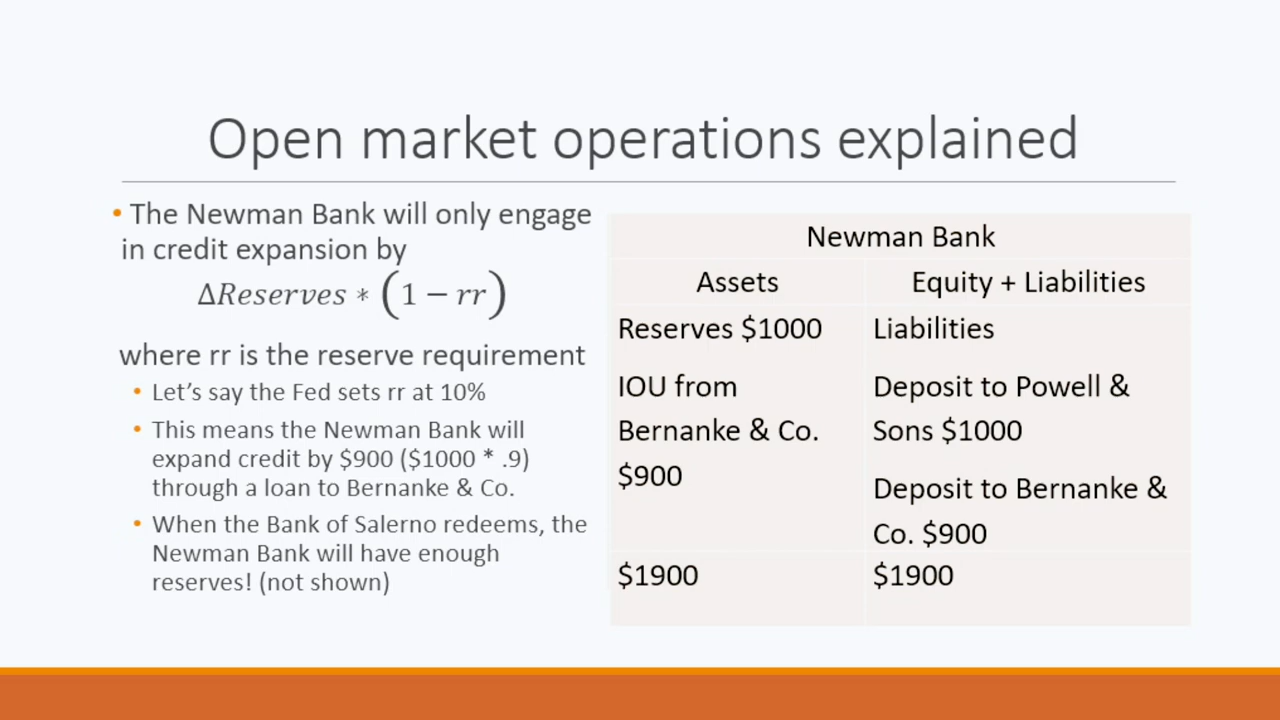 Open market operations explained
• The Newman Bank will only engage
in credit expansion by
ΔReserves ∗ (1 − rr)
where rr is the reserve requirement
• Let’s say the Fed sets rr at 10%
• This means the Newman Bank will
expand credit by $900 ($1000 * .9)
through a loan to Bernanke & Co.
• When the Bank of Salerno redeems, the
Newman Bank will have enough
reserves! (not shown)
Newman Bank
Assets
Equity + Liabilities
Reserves $1000
IOU from
Bernanke & Co.
$900
Liabilities
Deposit to Powell &
Sons $1000
Deposit to Bernanke &
Co. $900
$1900
$1900